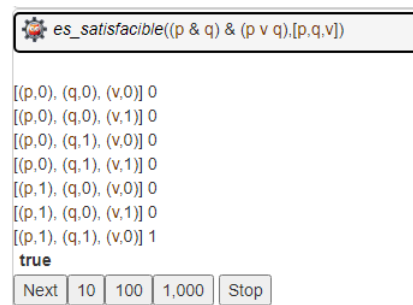 es_satisfacible((p & q) & (p v q),[p,q,v])
[(p,0), (q,0), (v,0)] 0
[(p,0), (q,0), (v,1)] 0
[(p,0), (q,1), (v,0)] 0
[(p,0), (q,1), (v,1)] 0
[(p,1), (q,0), (v,0)] 0
[(p,1), (q,0), (v,1)] 0
[(p,1), (q,1), (v,0)] 1
true
Next 10 100 1,000 Stop